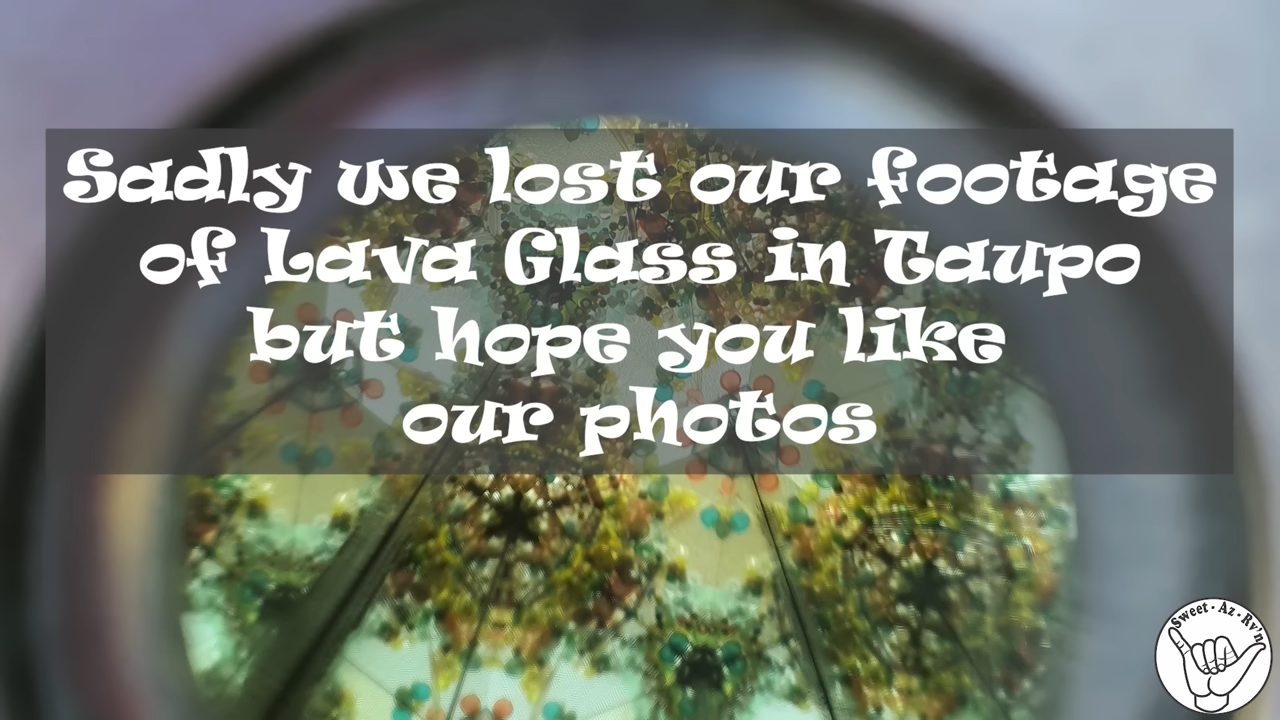 Sadly we lost our footage
of Lava Glass in Taupo
but hope you like
our photos
Sweet · Az · Rv'n